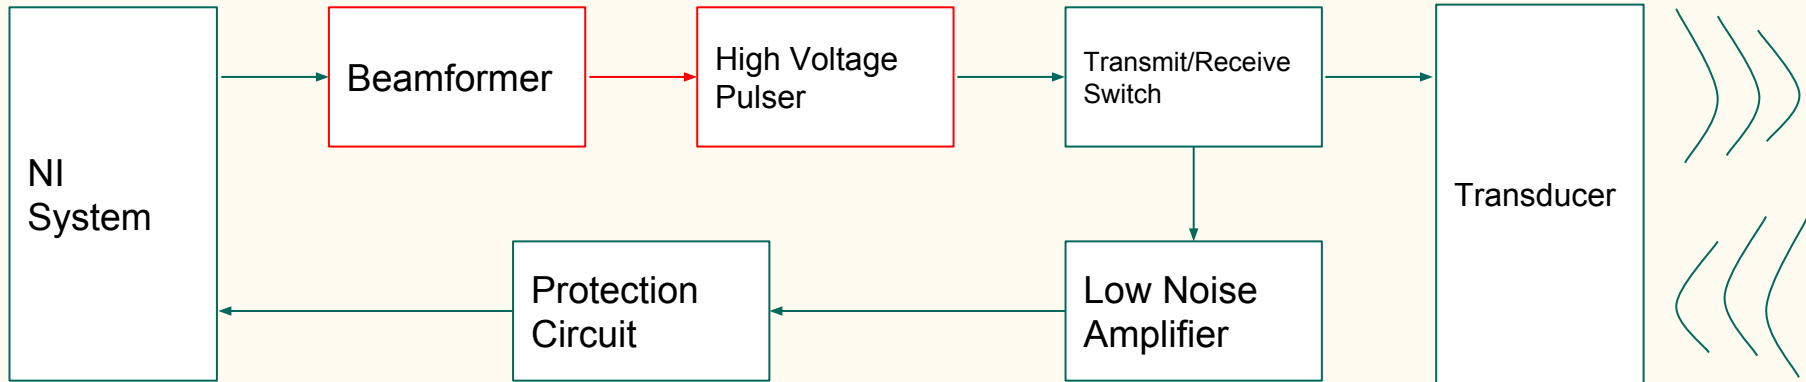 NI
System
Beamformer
High Voltage
Pulser
Transmit/Receive
Switch
Transducer
Protection
Circuit
Low Noise
Amplifier